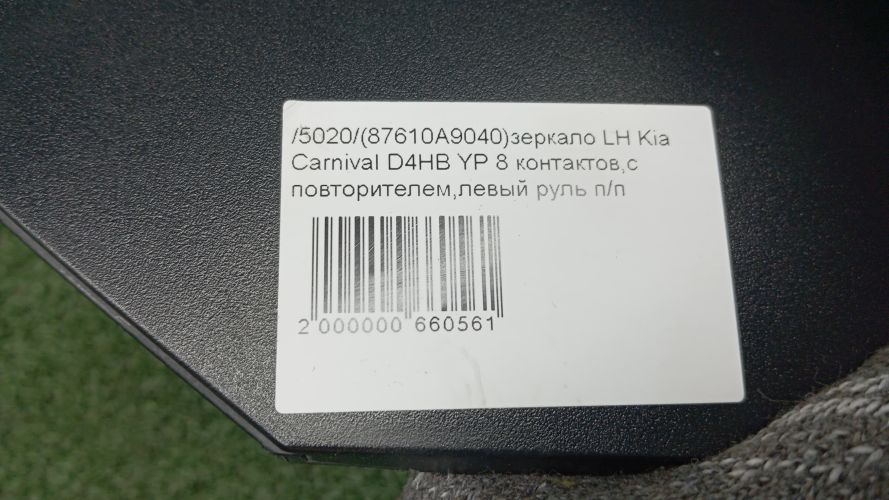 /5020/(87610A9040)зеркало LH Kia
Carnival D4HB YP 8 контактов,с
повторителем,левый руль п/п
2 000000 660561